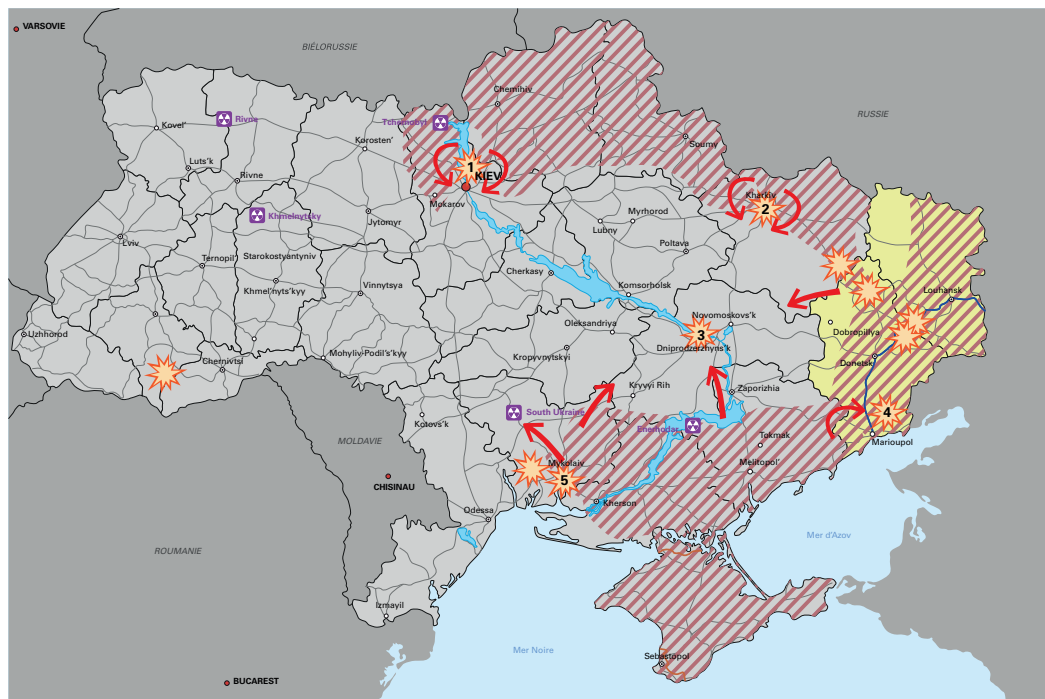 VARSOVIE
BIÉLORUSSIE
RUSSIE
Chernihiv
Rivne
Tchernobyl
Kovel'
Korosten'
Soumy
Luts'k
1
KIEV
Rivne
Kharkiv
Mokarov
2
Khmelnytsky
Myrhorod
Jytomyr
Lubny
Lviv
Poltava
Starokostyantyniv
Ternopil'
Cherkasy
Vinnytsya
Khmel'nyts'kyy
Komsorholsk
Louhansk
Novomoskovs'k
Oleksandriya
Uzhhorod
Dobropillya
3
Dniprodzerzhyns'k
Mohyliv-Podil's'kyy
Kropyvnytskyi
Chernivtsi
Donetsk
Kryvyi Rih
Zaporizhia
South Ukraine
4
Kotovs'k
Enerhodar
Tokmak
MOLDAVIE
Marioupol
Mykolaiv
Melitopol'
5
CHISINAU
Kherson
Odessa
Mer d'Azov
ROUMANIE
Izmayil
Mer Noire
Sebastopol
BUCAREST